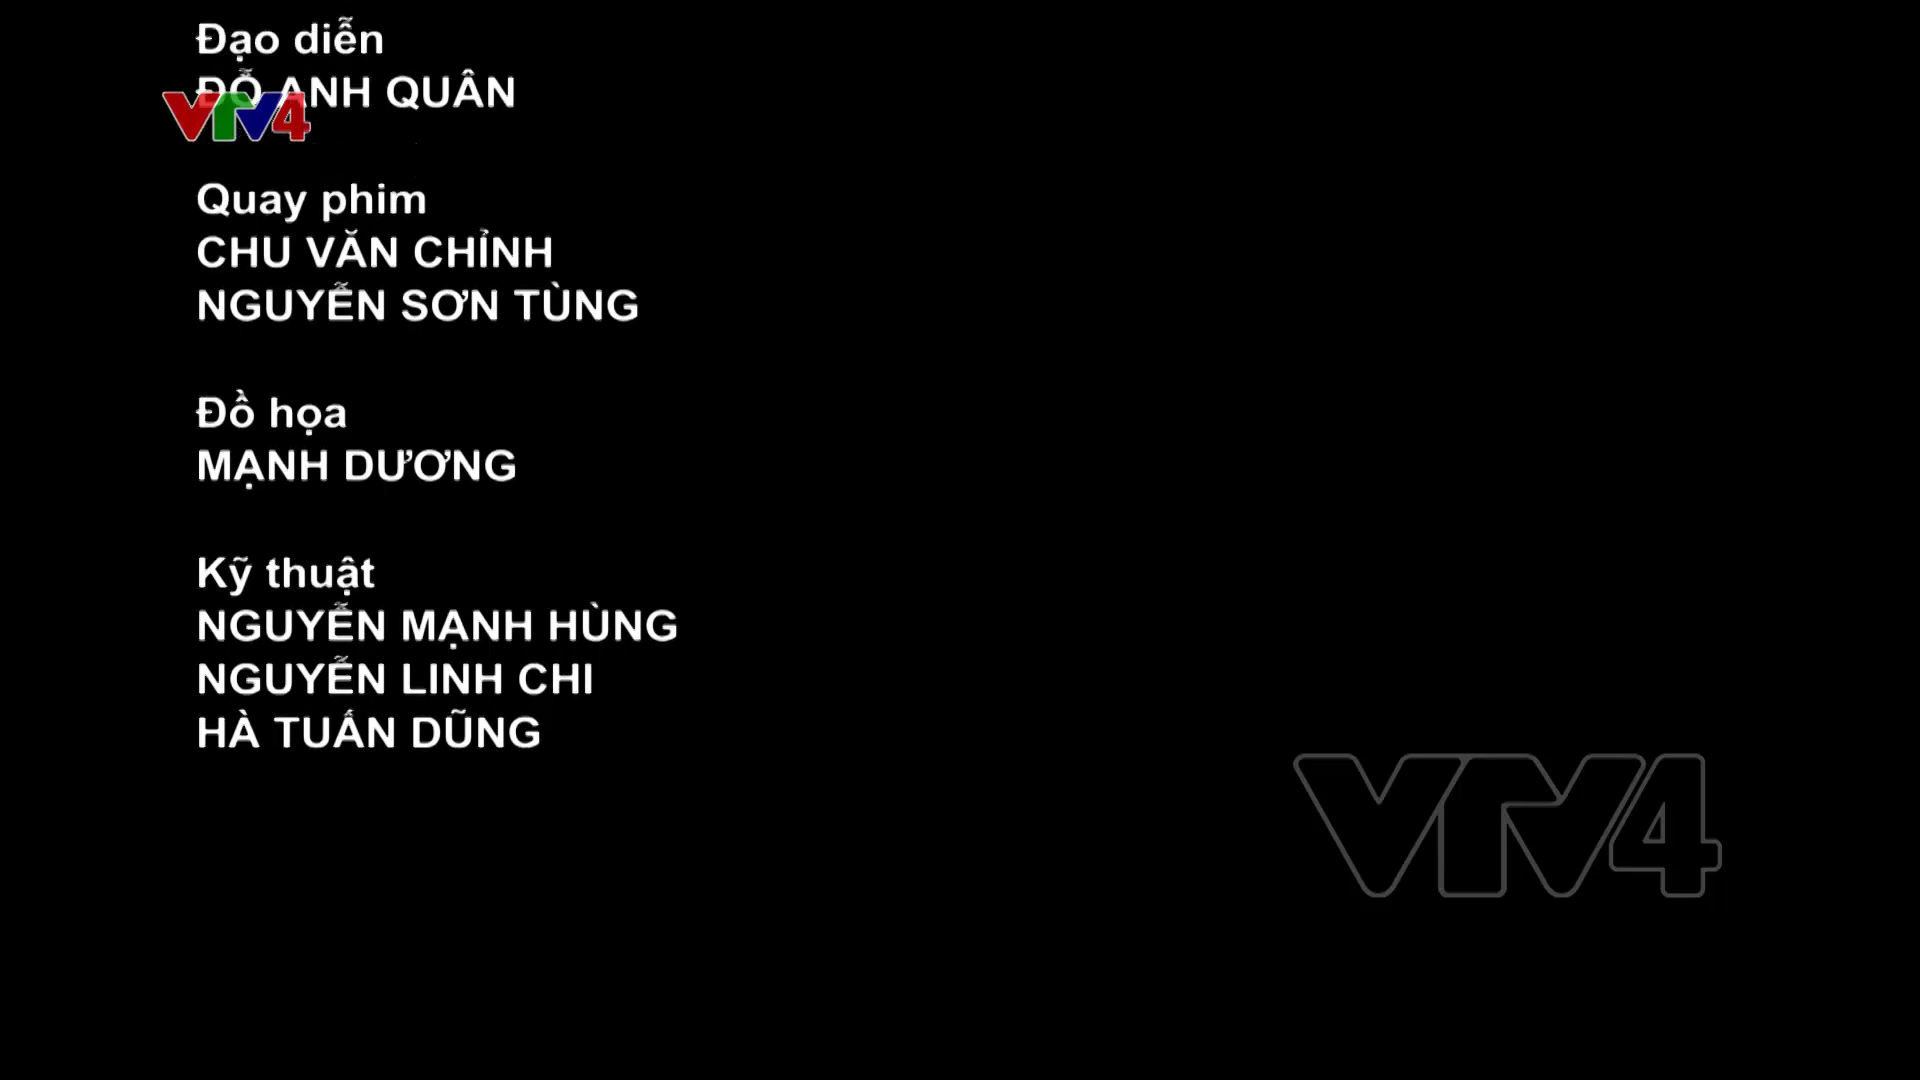 Đạo diễn
ĐỖ ANH QUÂN
VTV4
Quay phim
CHU VĂN CHỈNH
NGUYỄN SƠN TÙNG
Đồ họa
MẠNH DƯƠNG
Kỹ thuật
NGUYỄN MẠNH HÙNG
NGUYỄN LINH CHI
HÀ TUẤN DŨNG
VTV4